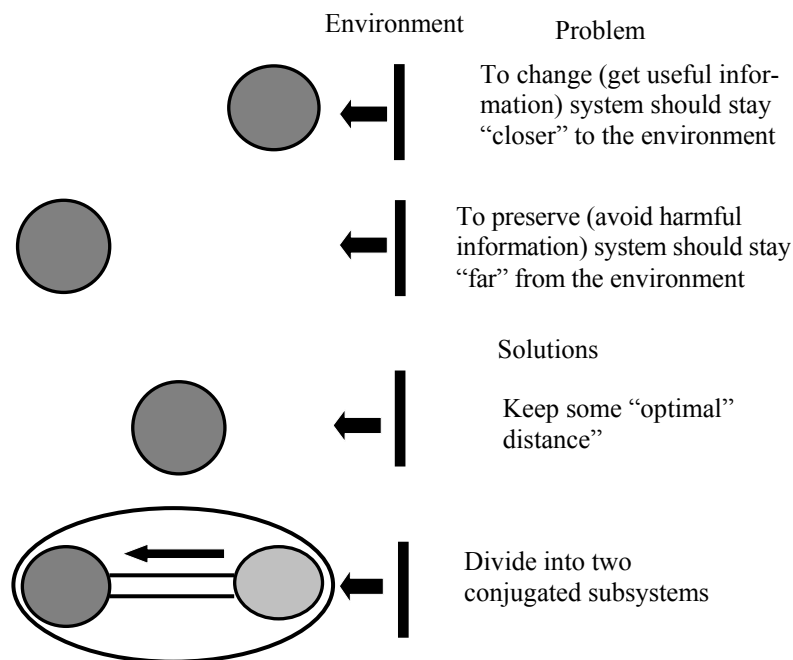 Environment
Problem
To change (get useful infor-
mation) system should stay
“closer” to the environment
To preserve (avoid harmful
information) system should stay
“far” from the environment
Solutions
Keep some “optimal”
distance”
Divide into two
conjugated subsystems